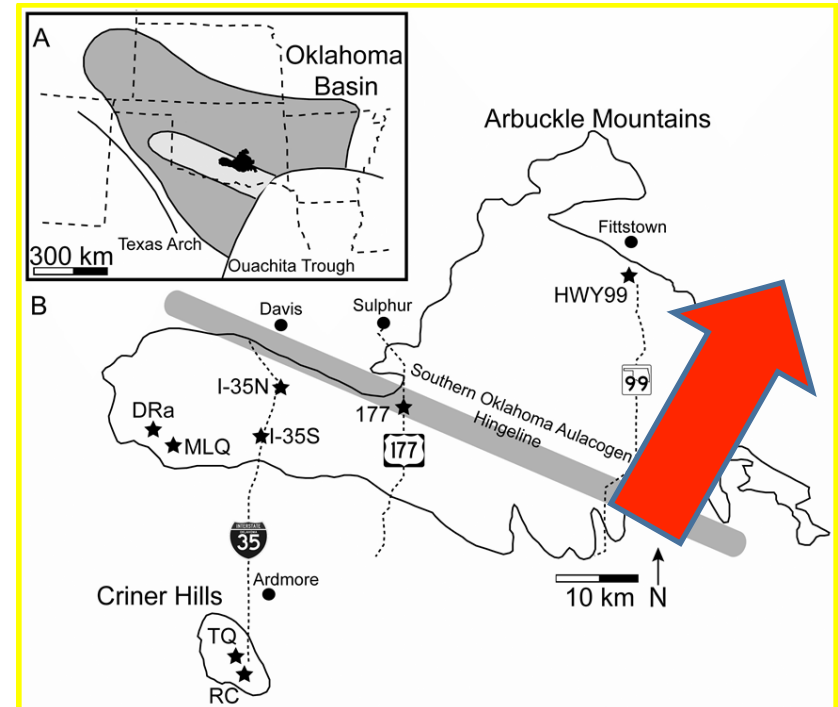 A
Oklahoma
Basin
Texas Arch
300 km
Ouachita Trough
Arbuckle Mountains
Fittstown
HWY99
B
Davis
Sulphur
99
Southern Oklahoma Aulacogen
Hingeline
I-35N
177
DRa
MLQ
I-35S
177
INTERSTATE
35
Ardmore
10 km
N
Criner Hills
TQ
RC